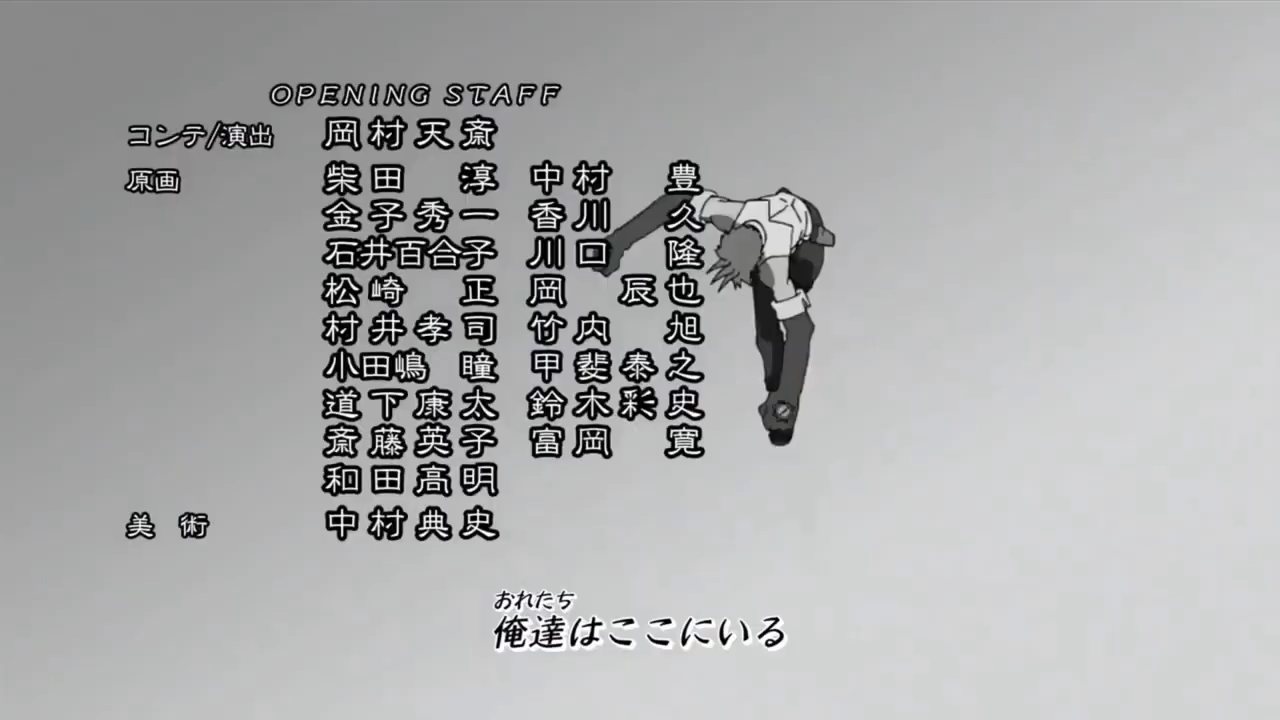 OPENING STAFF
コンテ/演出 岡村天斎
原画 柴田 淳 中村 豊
金子秀一 香川 久
石井百合子 川口 隆
松崎 正 岡 辰也
村井孝司 竹内 旭
小田嶋 瞳 甲斐泰之
道下康太 鈴木彩史
斎藤英子 富岡 寛
和田高明
美術 中村典史
おれたち
俺達はここにいる